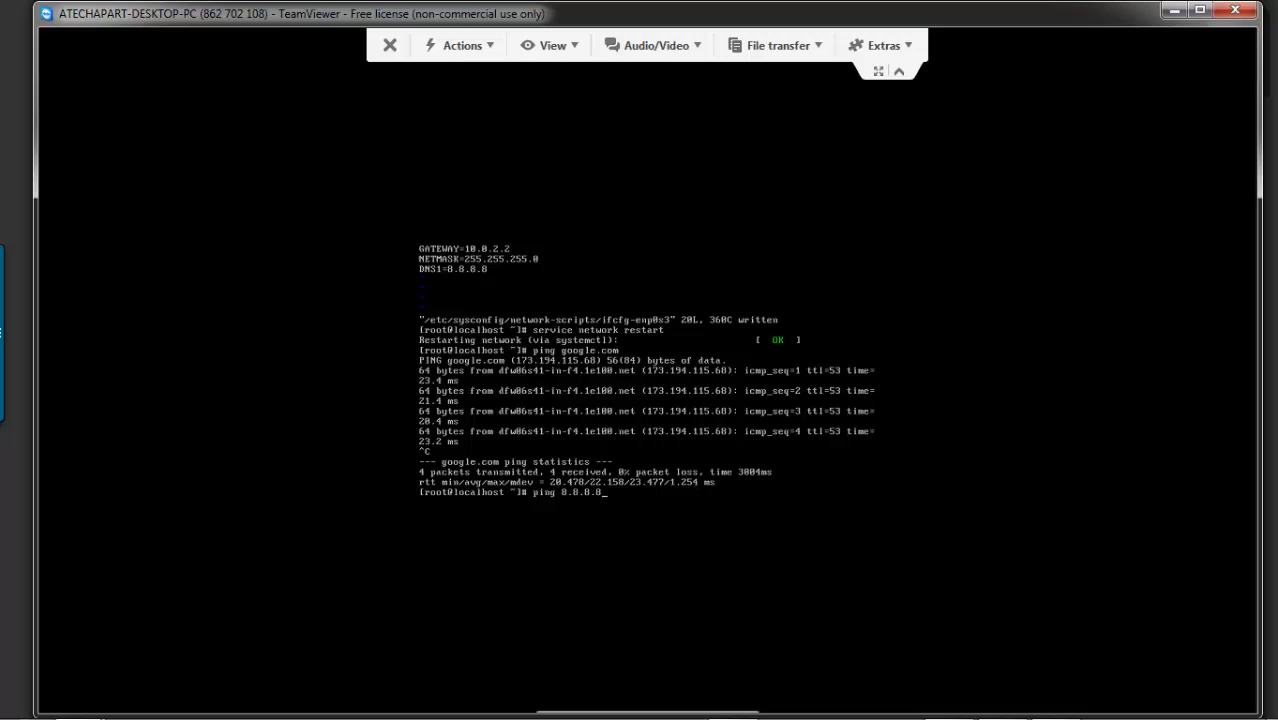 ATECHAPART-DESKTOP-PC (862 702 108) - TeamViewer - Free license (non-commercial use only)
Actions View Audio/Video File transfer Extras
GATEWAY=10.0.2.2
NETMASK=255.255.255.0
DNS1=8.8.8.8
~
~
~
"/etc/sysconfig/network-scripts/ifcfg-enp0s3" 20L, 360C written
[root@localhost ~]# service network restart
Restarting network (via systemctl): [ OK ]
[root@localhost ~]# ping google.com
PING google.com (173.194.115.68) 56(84) bytes of data.
64 bytes from dfw06s41-in-f4.1e100.net (173.194.115.68): icmp_seq=1 ttl=53 time=
23.4 ms
64 bytes from dfw06s41-in-f4.1e100.net (173.194.115.68): icmp_seq=2 ttl=53 time=
21.4 ms
64 bytes from dfw06s41-in-f4.1e100.net (173.194.115.68): icmp_seq=3 ttl=53 time=
20.4 ms
64 bytes from dfw06s41-in-f4.1e100.net (173.194.115.68): icmp_seq=4 ttl=53 time=
23.2 ms
^C
--- google.com ping statistics ---
4 packets transmitted, 4 received, 0% packet loss, time 3004ms
rtt min/avg/max/mdev = 20.478/22.158/23.477/1.254 ms
[root@localhost ~]# ping 8.8.8.8_